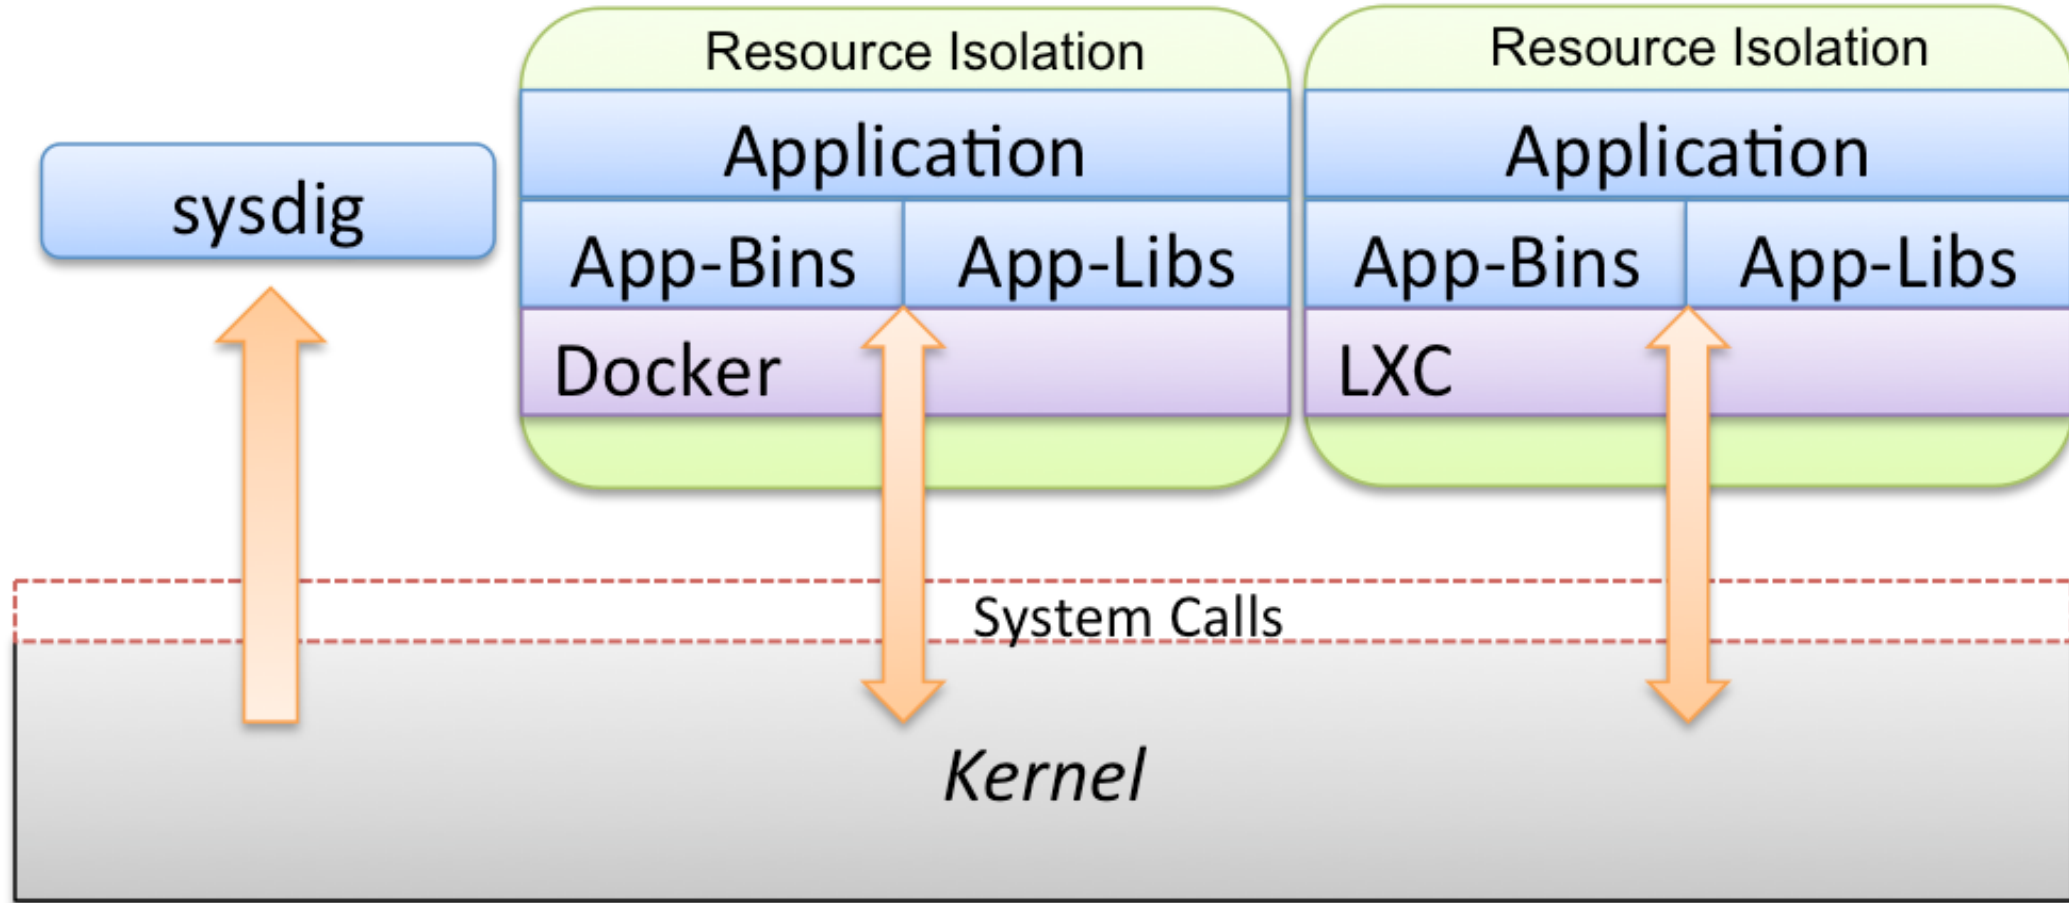 Resource Isolation
Resource Isolation
Application
Application
sysdig
App-Bins
App-Libs
App-Bins
App-Libs
Docker
LXC
System Calls
Kernel